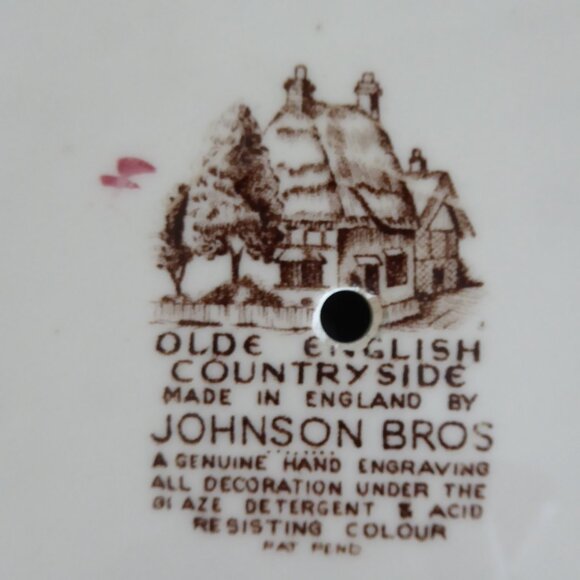 OLDE ENGLISH
COUNTRYSIDE
MADE IN ENGLAND BY
JOHNSON BROS
A GENUINE HAND ENGRAVING
ALL DECORATION UNDER THE
GLAZE DETERGENT & ACID
RESISTING COLOUR
PAT PEND